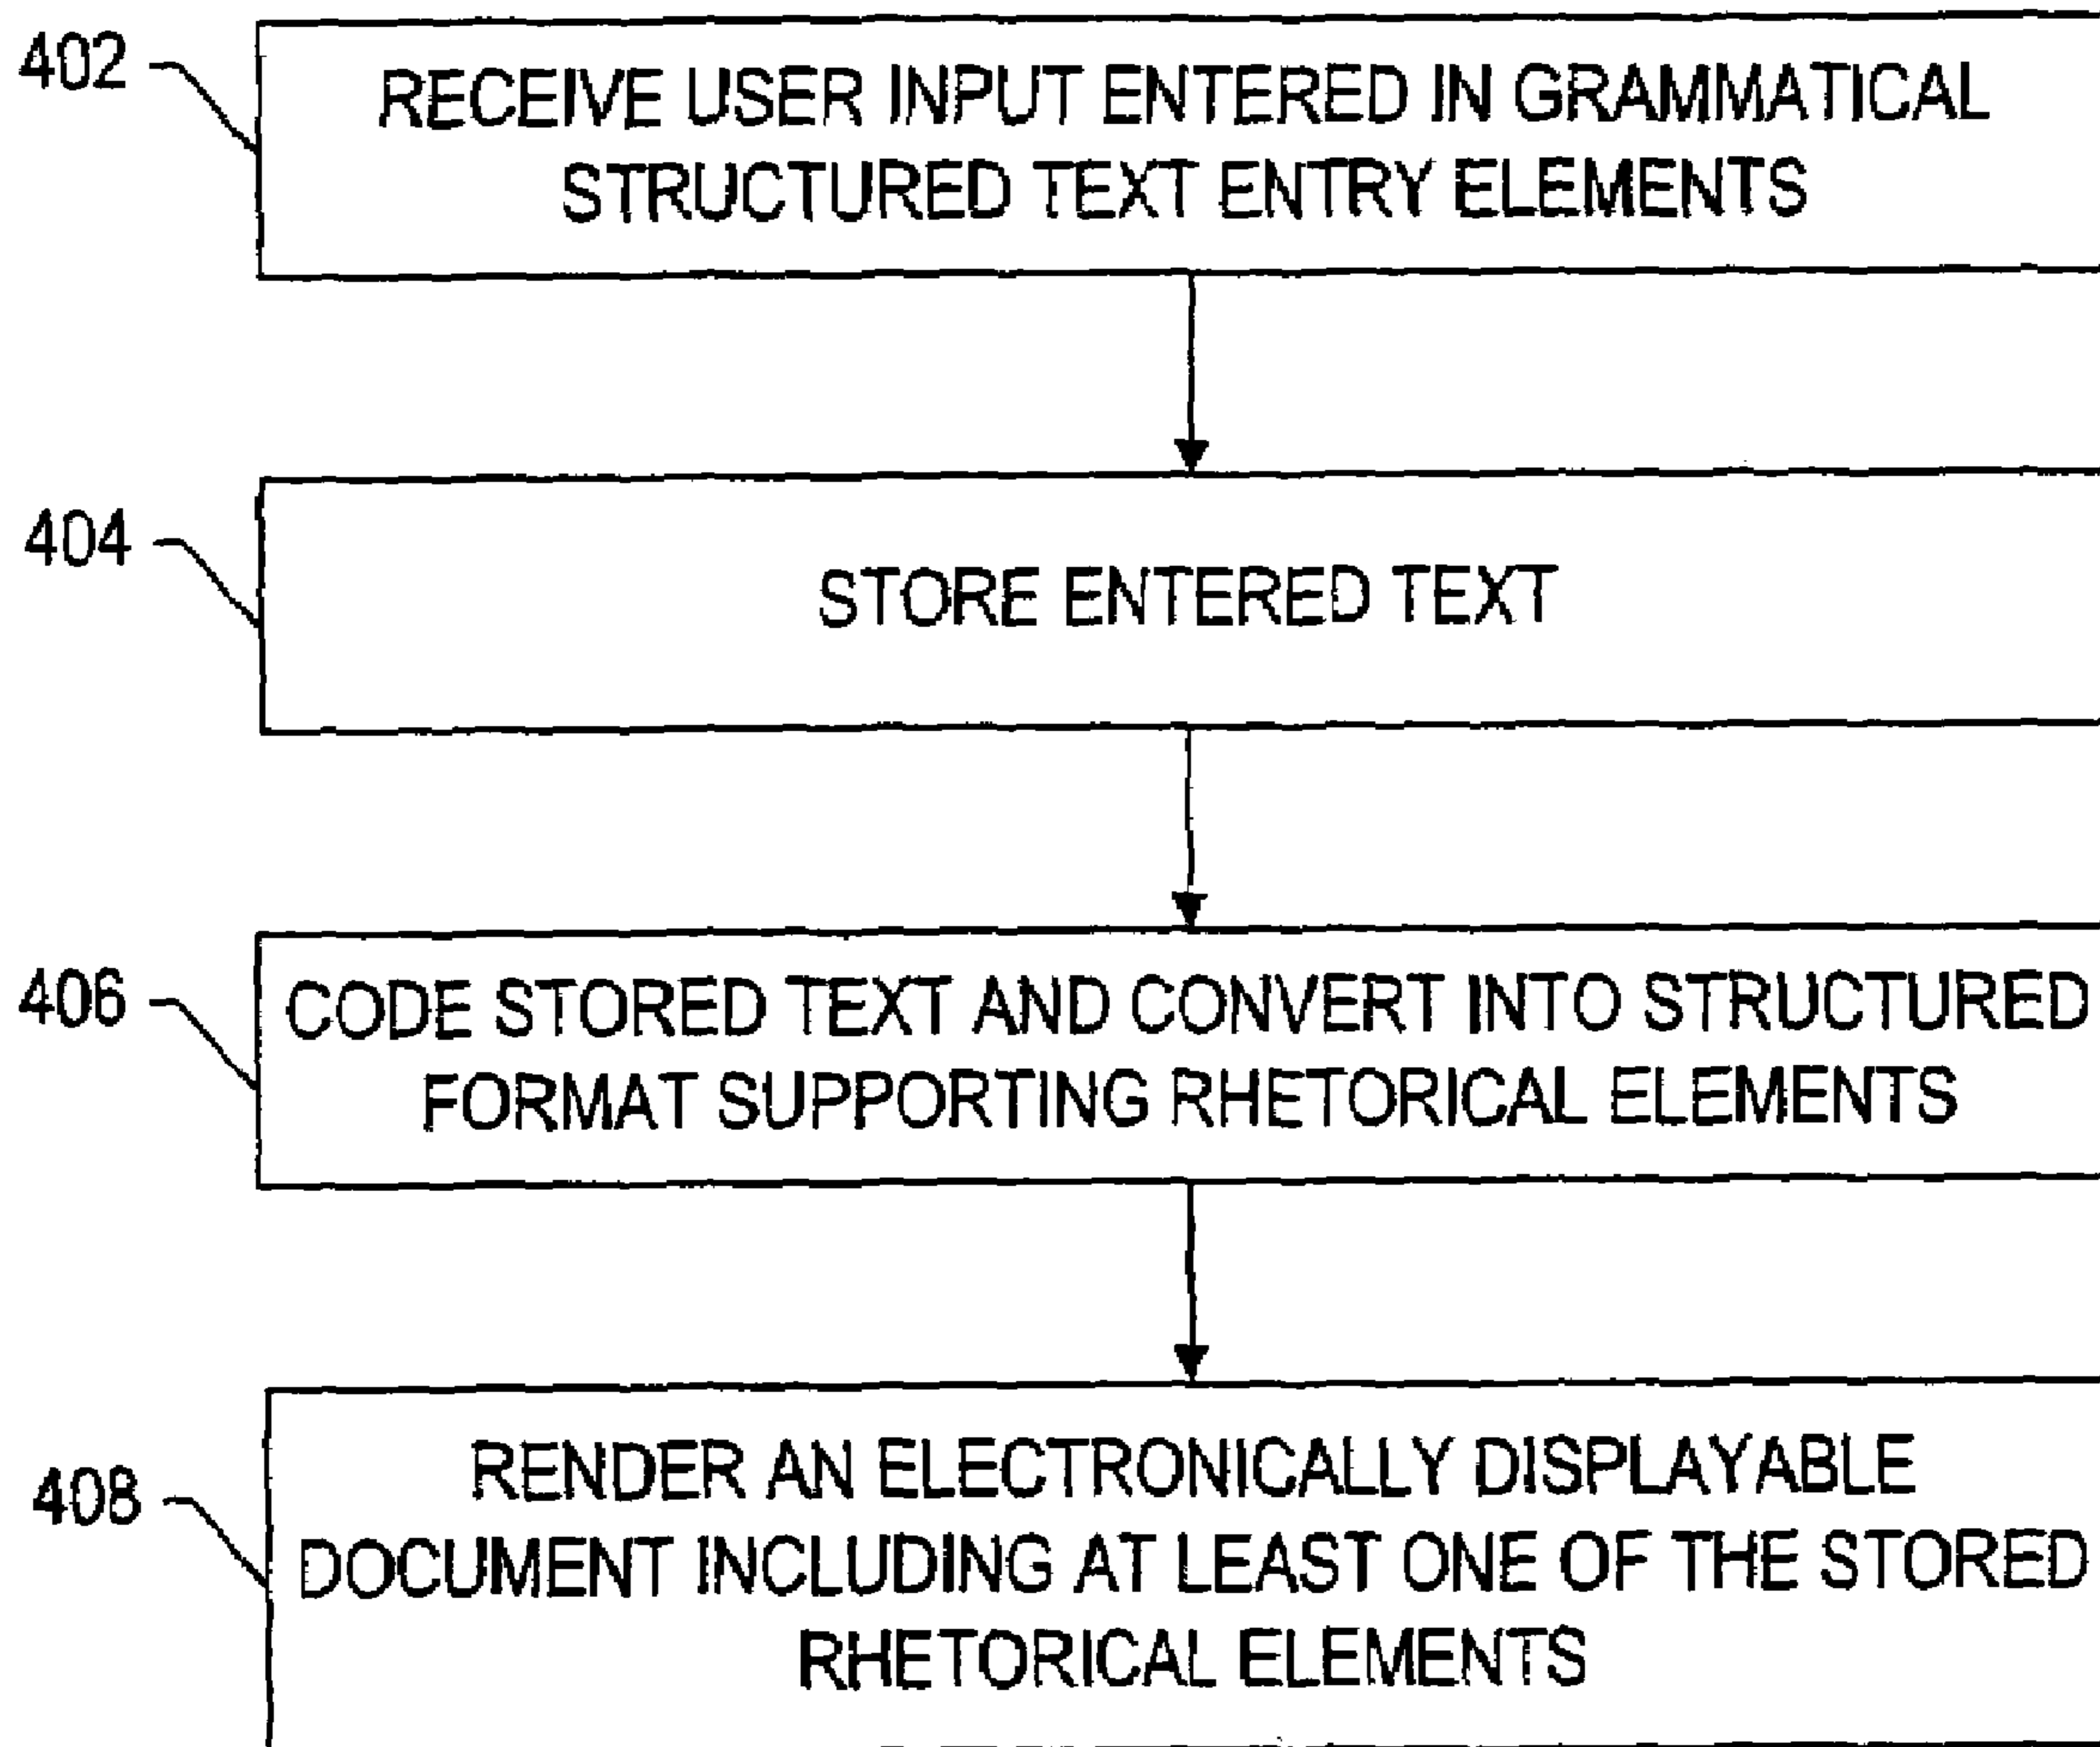 402
RECEIVE USER INPUT ENTERED IN GRAMMATICAL
STRUCTURED TEXT ENTRY ELEMENTS
404
STORE ENTERED TEXT
406
CODE STORED TEXT AND CONVERT INTO STRUCTURED
FORMAT SUPPORTING RHETORICAL ELEMENTS
408
RENDER AN ELECTRONICALLY DISPLAYABLE
DOCUMENT INCLUDING AT LEAST ONE OF THE STORED
RHETORICAL ELEMENTS